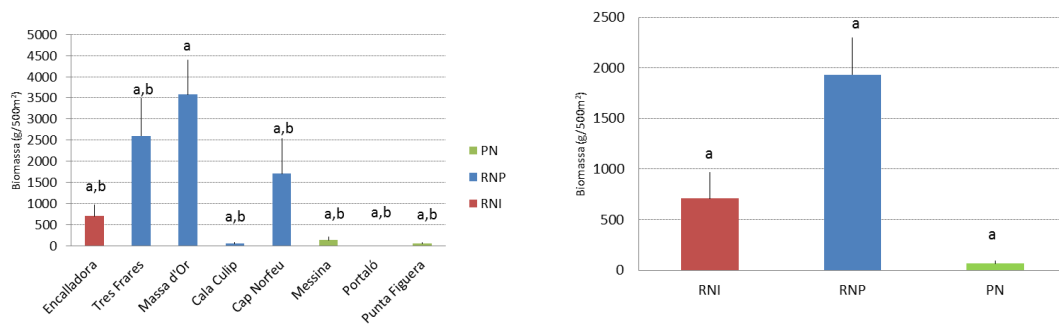 Biomassa (g/500m²)
5000
4500
4000
3500
3000
2500
2000
1500
1000
500
0
a,b
a,b
a
a,b
a,b
a,b
a,b
a,b
Encalladora
Tres Frares
Massa d'Or
Cala Culip
Cap Norfeu
Messina
Portaló
Punta Figuera
PN
RNP
RNI
Biomassa (g/500m²)
2500
2000
1500
1000
500
0
a
a
a
RNI
RNP
PN